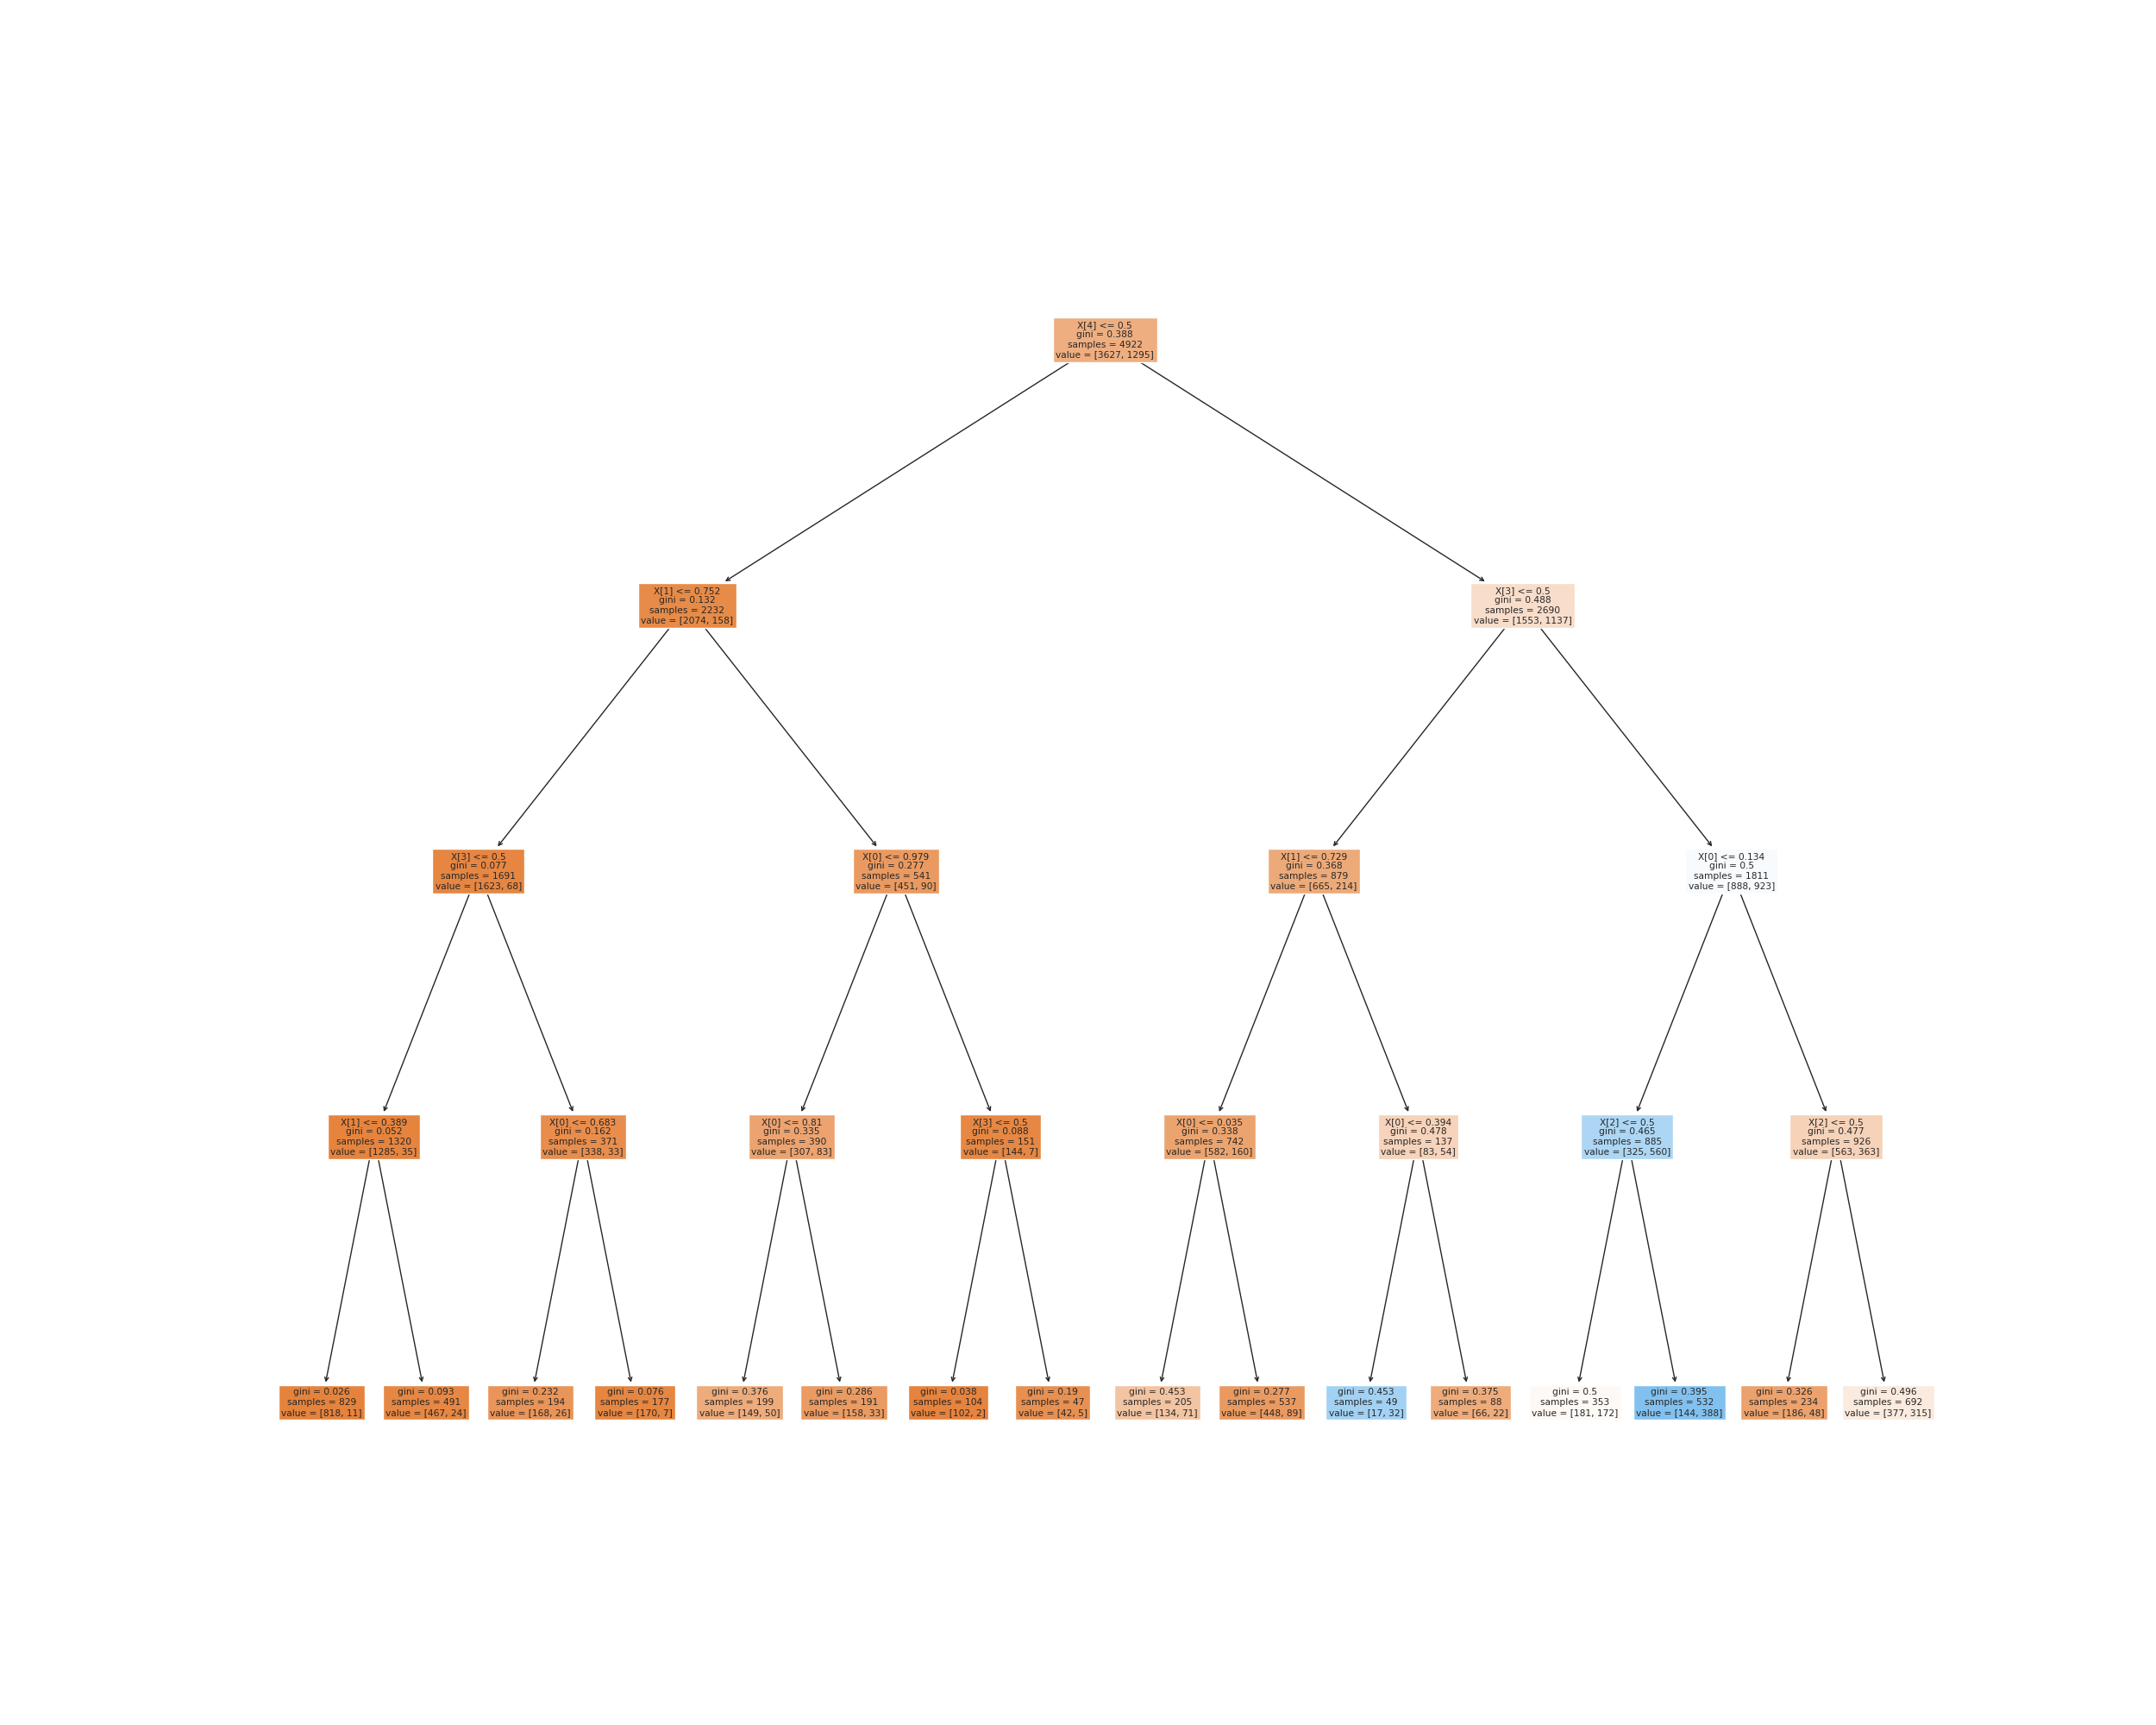 X[4] <= 0.5
gini = 0.388
samples = 4922
value = [3627, 1295]
X[1] <= 0.752
gini = 0.132
samples = 2232
value = [2074, 158]
X[3] <= 0.5
gini = 0.488
samples = 2690
value = [1553, 1137]
X[3] <= 0.5
gini = 0.077
samples = 1691
value = [1623, 68]
X[0] <= 0.979
gini = 0.277
samples = 541
value = [451, 90]
X[1] <= 0.729
gini = 0.368
samples = 879
value = [665, 214]
X[0] <= 0.134
gini = 0.5
samples = 1811
value = [888, 923]
X[1] <= 0.389
gini = 0.052
samples = 1320
value = [1285, 35]
X[0] <= 0.683
gini = 0.162
samples = 371
value = [338, 33]
X[0] <= 0.81
gini = 0.335
samples = 390
value = [307, 83]
X[3] <= 0.5
gini = 0.088
samples = 151
value = [144, 7]
X[0] <= 0.035
gini = 0.338
samples = 742
value = [582, 160]
X[0] <= 0.394
gini = 0.478
samples = 137
value = [83, 54]
X[2] <= 0.5
gini = 0.465
samples = 885
value = [325, 560]
X[2] <= 0.5
gini = 0.477
samples = 926
value = [563, 363]
gini = 0.026
samples = 829
value = [818, 11]
gini = 0.093
samples = 491
value = [467, 24]
gini = 0.232
samples = 194
value = [168, 26]
gini = 0.076
samples = 177
value = [170, 7]
gini = 0.376
samples = 199
value = [149, 50]
gini = 0.286
samples = 191
value = [158, 33]
gini = 0.038
samples = 104
value = [102, 2]
gini = 0.19
samples = 47
value = [42, 5]
gini = 0.453
samples = 205
value = [134, 71]
gini = 0.277
samples = 537
value = [448, 89]
gini = 0.453
samples = 49
value = [17, 32]
gini = 0.375
samples = 88
value = [66, 22]
gini = 0.5
samples = 353
value = [181, 172]
gini = 0.395
samples = 532
value = [144, 388]
gini = 0.326
samples = 234
value = [186, 48]
gini = 0.496
samples = 692
value = [377, 315]